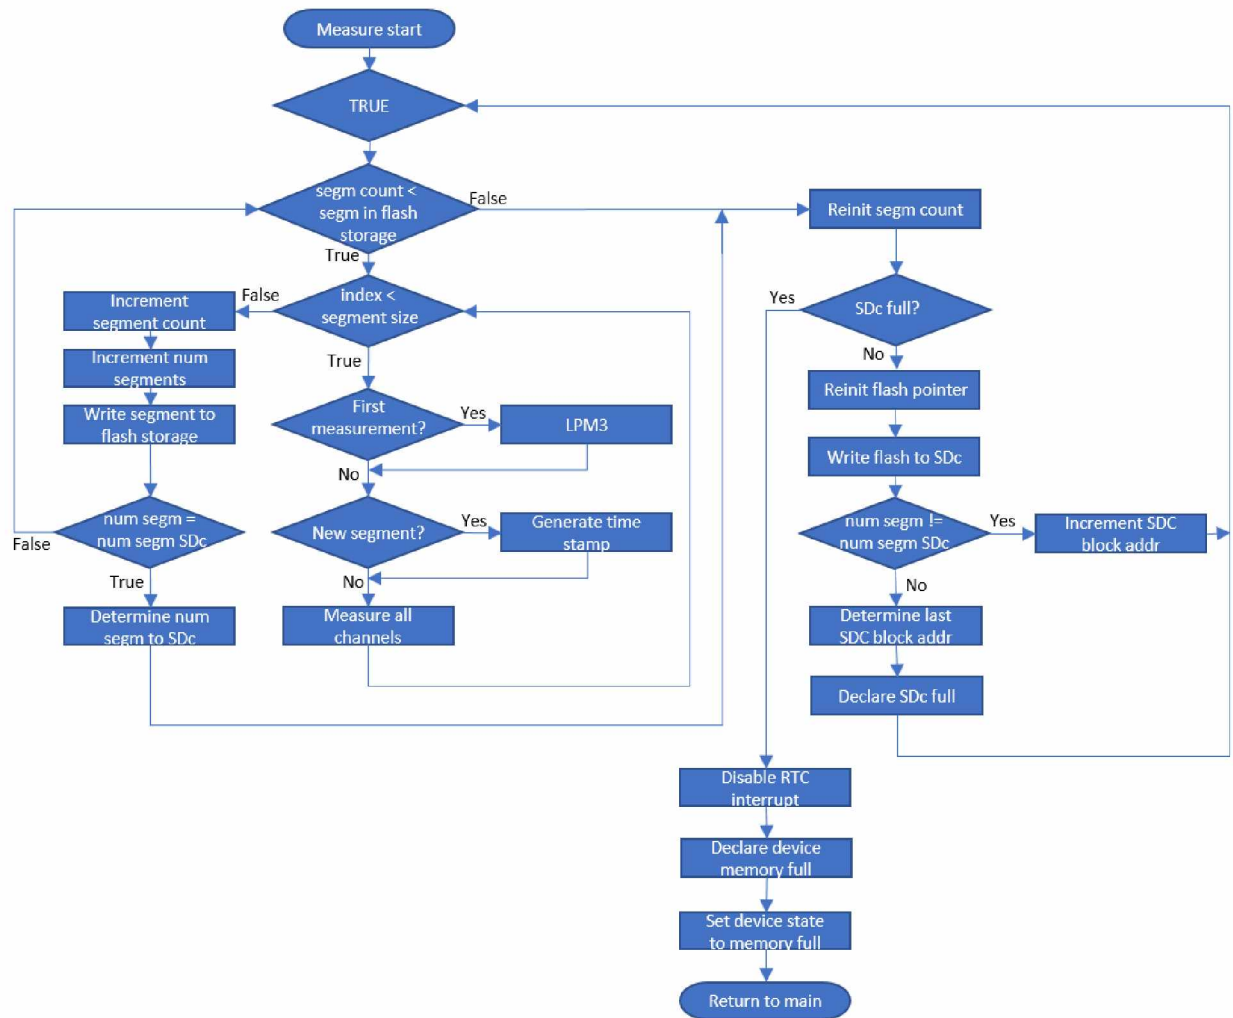 Measure start
TRUE
segm count <
segm in flash
storage
False
True
Reinit segm count
Increment
segment count
False
index <
segment size
Yes
SDc full?
Increment num
segments
True
No
Reinit flash pointer
Write segment to
flash storage
First
measurement?
Yes
LPM3
Write flash to SDc
No
num segm =
num segm SDc
False
New segment?
Yes
Generate time
stamp
num segm !=
num segm SDc
Yes
Increment SDC
block addr
True
No
No
Determine num
segm to SDc
Measure all
channels
Determine last
SDC block addr
Declare SDc full
Disable RTC
interrupt
Declare device
memory full
Set device state
to memory full
Return to main